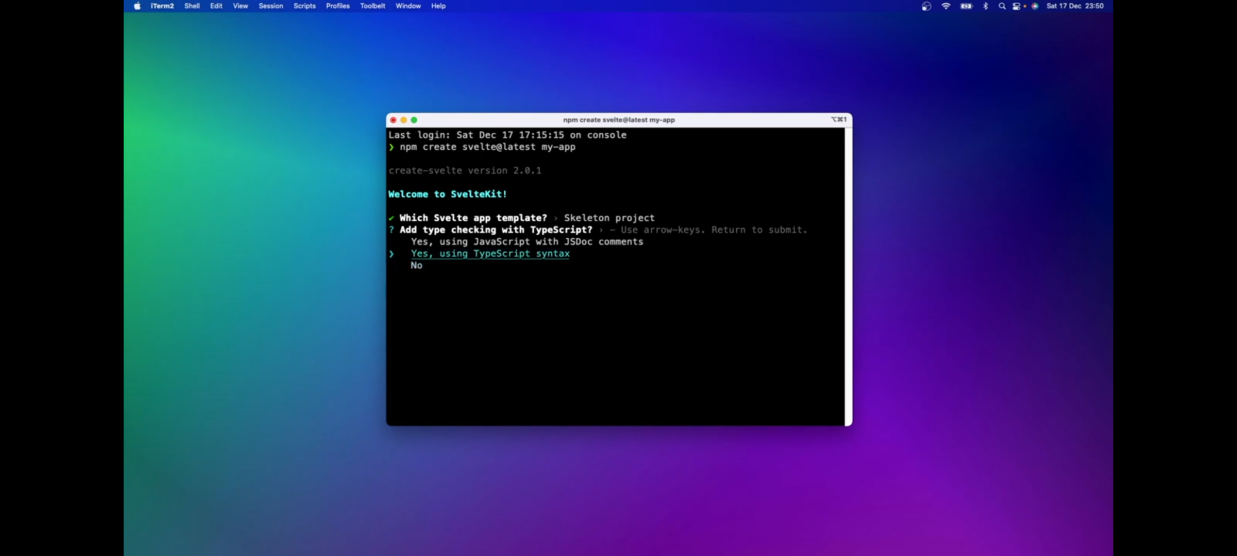 iTerm2 Shell Edit View Session Scripts Profiles Toolbelt Window Help Sat 17 Dec 23:50
npm create svelte@latest my-app ⌥⌘1
Last login: Sat Dec 17 17:15:15 on console
❯ npm create svelte@latest my-app
create-svelte version 2.0.1
Welcome to SvelteKit!
✔ Which Svelte app template? › Skeleton project
? Add type checking with TypeScript? › - Use arrow-keys. Return to submit.
Yes, using JavaScript with JSDoc comments
❯ Yes, using TypeScript syntax
No